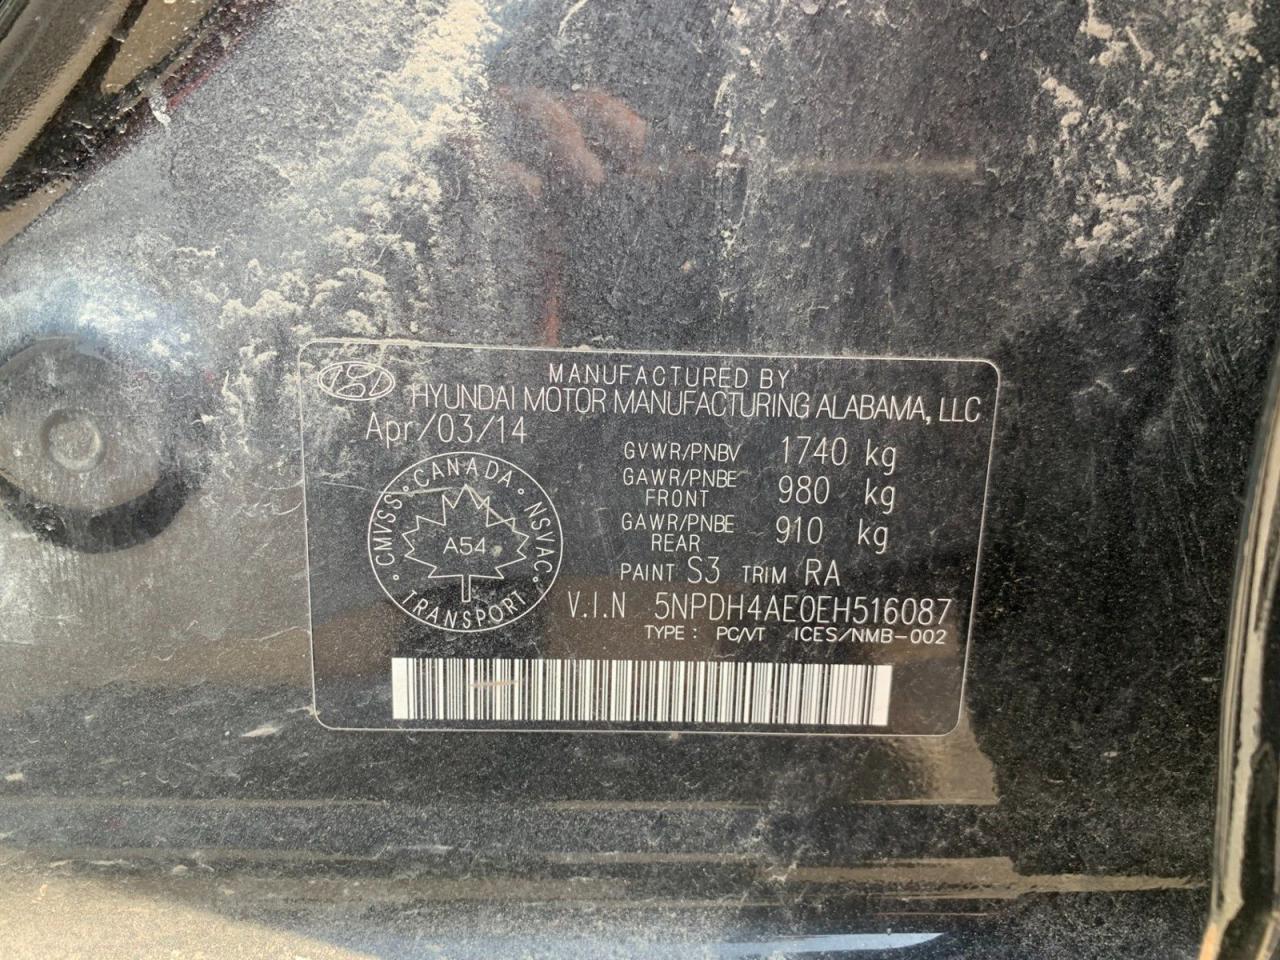 MANUFACTURED BY
HYUNDAI MOTOR MANUFACTURING ALABAMA, LLC
Apr/03/14
GVWR/PNBV 1740 kg
GAWR/PNBE FRONT 980 kg
GAWR/PNBE REAR 910 kg
PAINT S3 TRIM RA
V.I.N 5NPDH4AE0EH516087
TYPE: PC/VT ICES/NMB-002
CMVSS · CANADA · NSVAC · TRANSPORT ·
A54